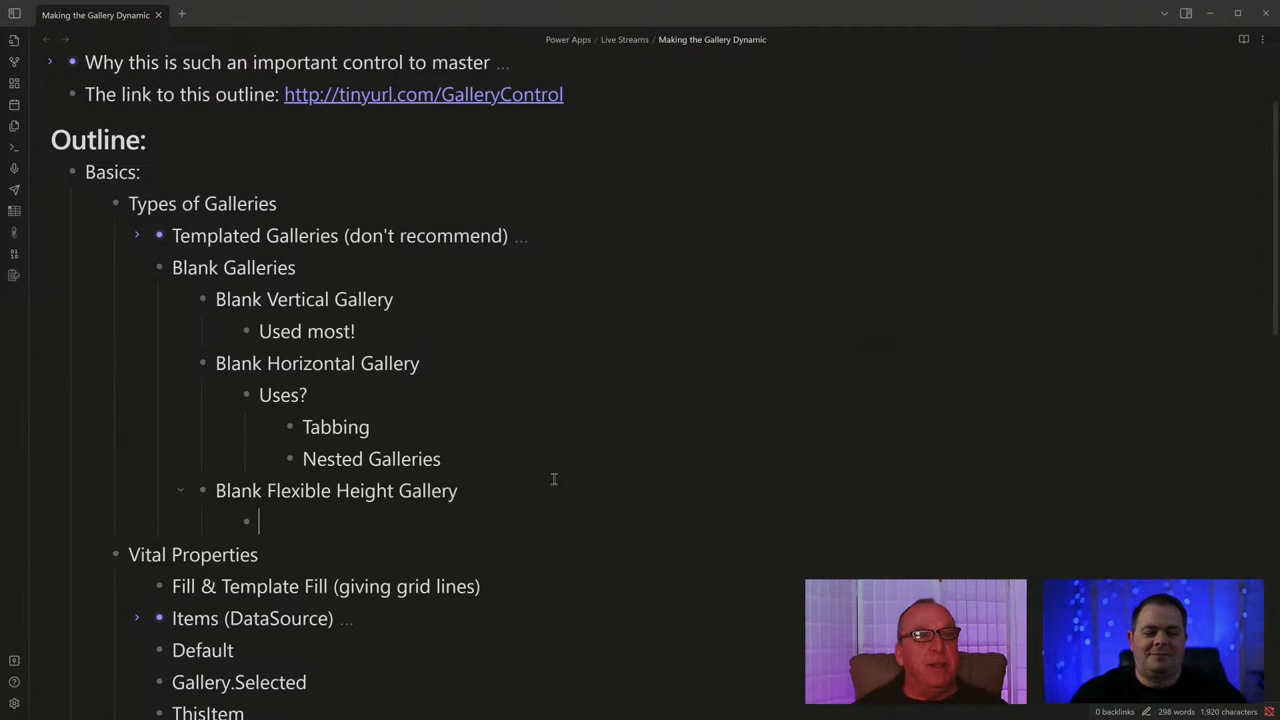 Making the Gallery Dynamic
Power Apps / Live Streams / Making the Gallery Dynamic
Why this is such an important control to master ...
The link to this outline: http://tinyurl.com/GalleryControl
Outline:
Basics:
Types of Galleries
Templated Galleries (don't recommend) ...
Blank Galleries
Blank Vertical Gallery
Used most!
Blank Horizontal Gallery
Uses?
Tabbing
Nested Galleries
Blank Flexible Height Gallery
Vital Properties
Fill & Template Fill (giving grid lines)
Items (DataSource) ...
Default
Gallery.Selected
ThisItem
0 backlinks 298 words 1,920 characters